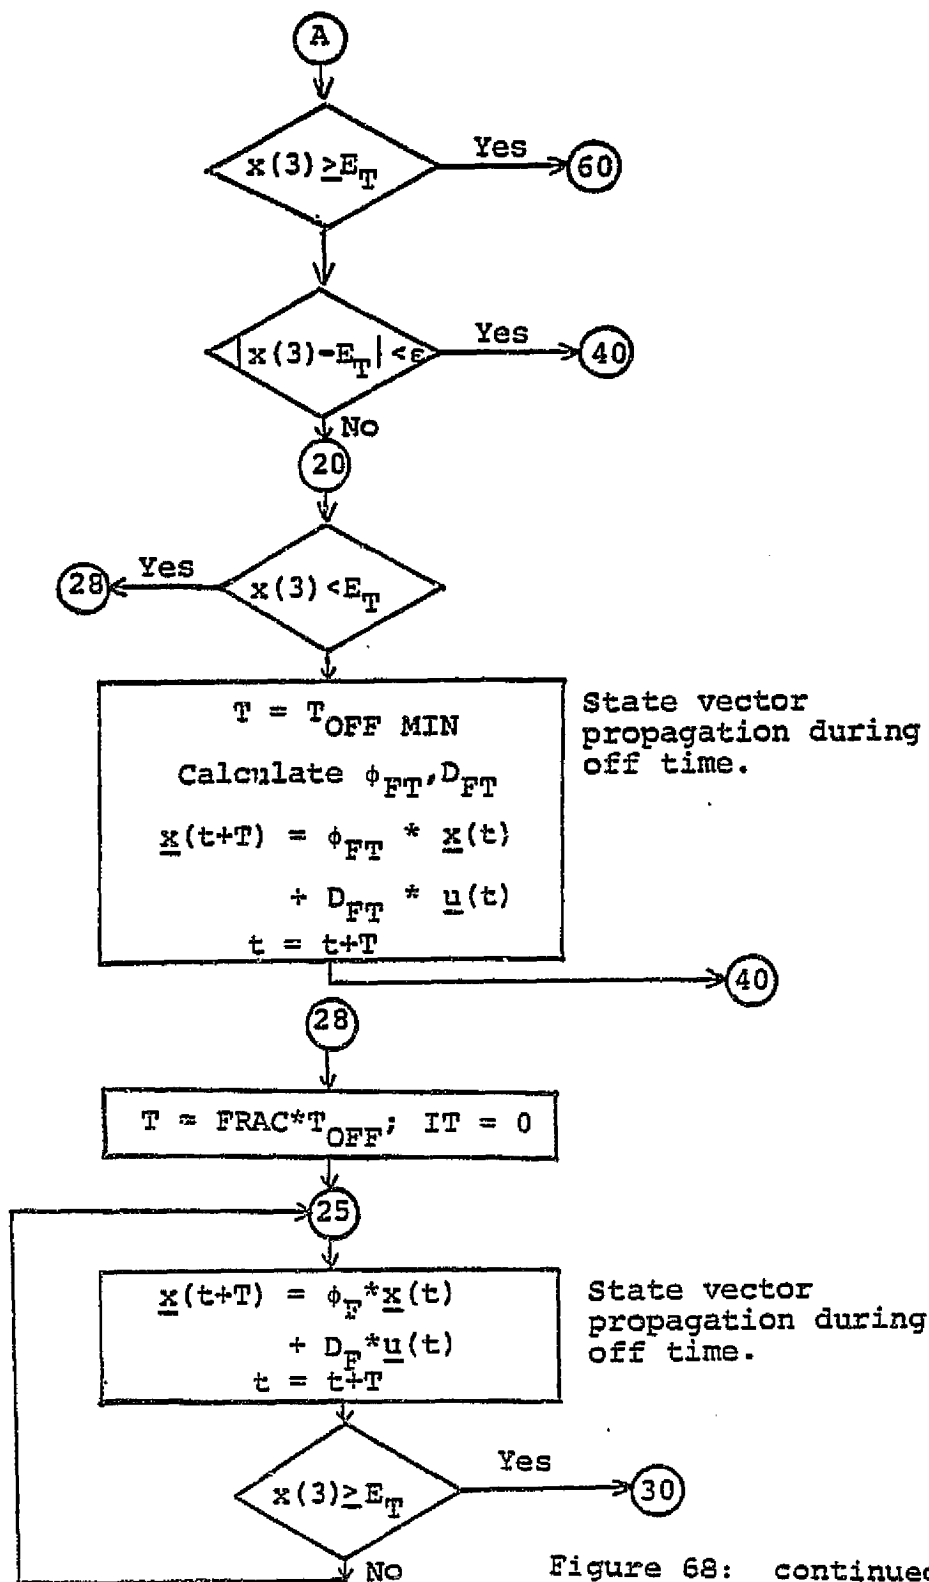 A
x(3)≥E_T
Yes
60
|x(3)-E_T|<ε
Yes
40
No
20
x(3)<E_T
Yes
28
T = T_OFF MIN
Calculate ϕ_FT,D_FT
x(t+T) = ϕ_FT * x(t)
+ D_FT * u(t)
t = t+T
State vector
propagation during
off time.
40
28
T = FRAC*T_OFF; IT = 0
25
x(t+T) = ϕ_F*x(t)
+ D_F*u(t)
t = t+T
State vector
propagation during
off time.
x(3)≥E_T
Yes
30
No
Figure 68: continued